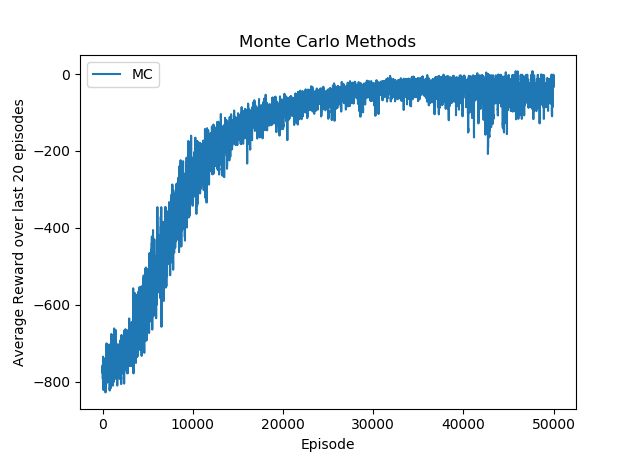 Monte Carlo Methods
MC
Average Reward over last 20 episodes
0
−200
−400
−600
−800
0
10000
20000
30000
40000
50000
Episode